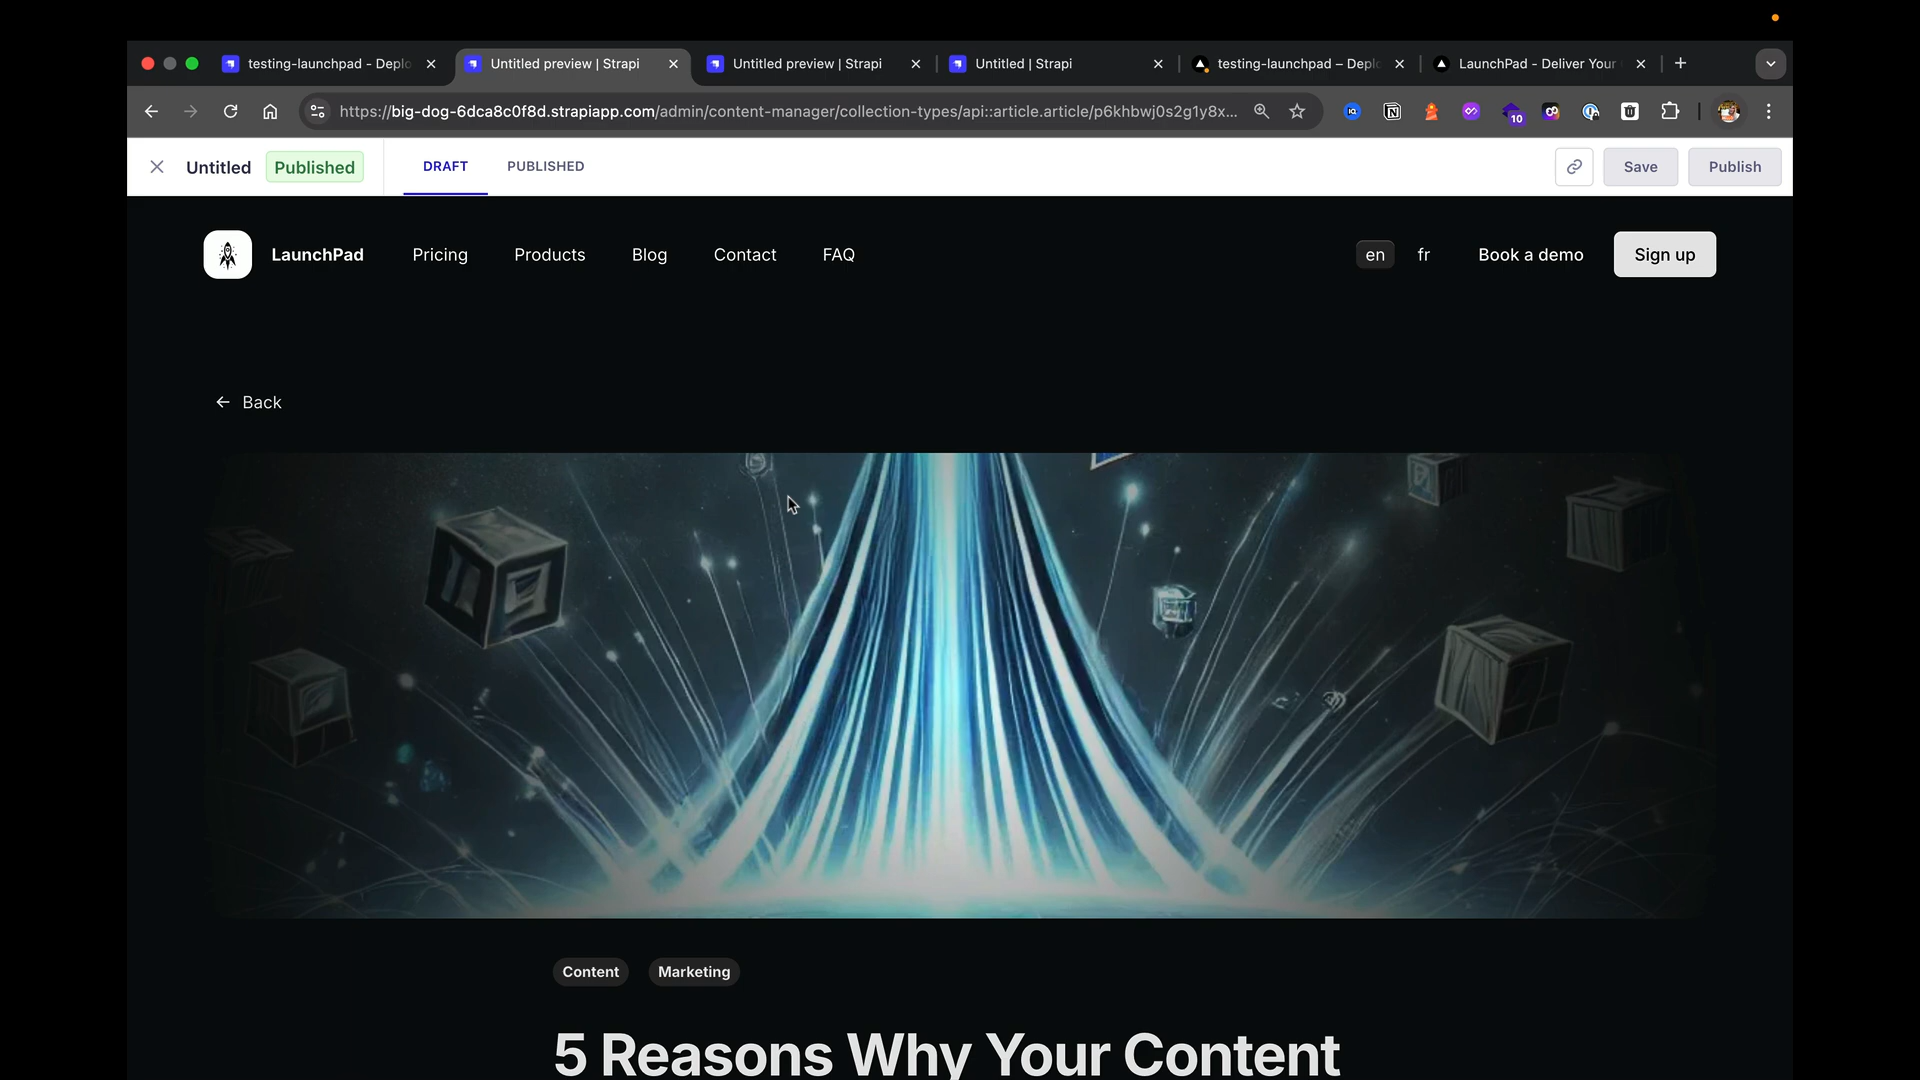 testing-launchpad - Deplo
Untitled preview | Strapi
Untitled preview | Strapi
Untitled | Strapi
testing-launchpad – Deplo
LaunchPad - Deliver Your
https://big-dog-6dca8c0f8d.strapiapp.com/admin/content-manager/collection-types/api::article.article/p6khbwj0s2g1y8x...
10
Untitled
Published
DRAFT
PUBLISHED
Save
Publish
LaunchPad
Pricing
Products
Blog
Contact
FAQ
en
fr
Book a demo
Sign up
Back
Content
Marketing
5 Reasons Why Your Content